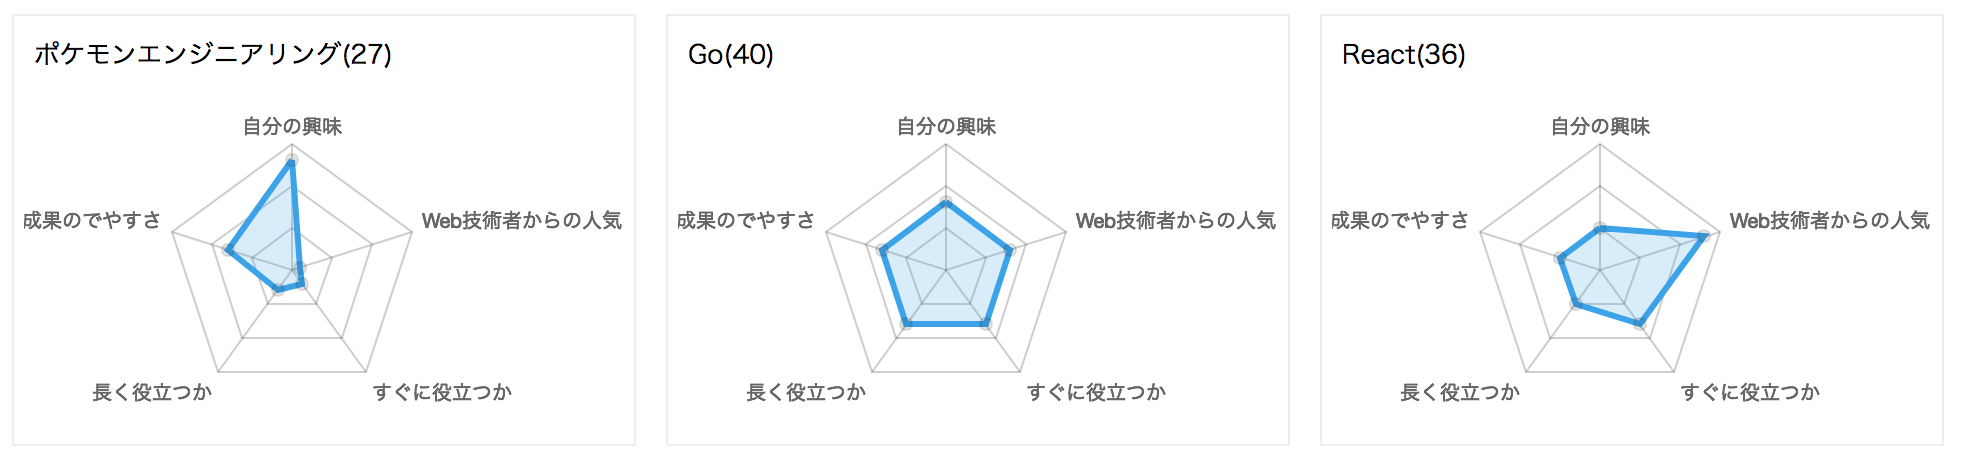 ポケモンエンジニアリング(27)
自分の興味
成果のでやすさ
Web技術者からの人気
長く役立つか
すぐに役立つか
Go(40)
自分の興味
成果のでやすさ
Web技術者からの人気
長く役立つか
すぐに役立つか
React(36)
自分の興味
成果のでやすさ
Web技術者からの人気
長く役立つか
すぐに役立つか